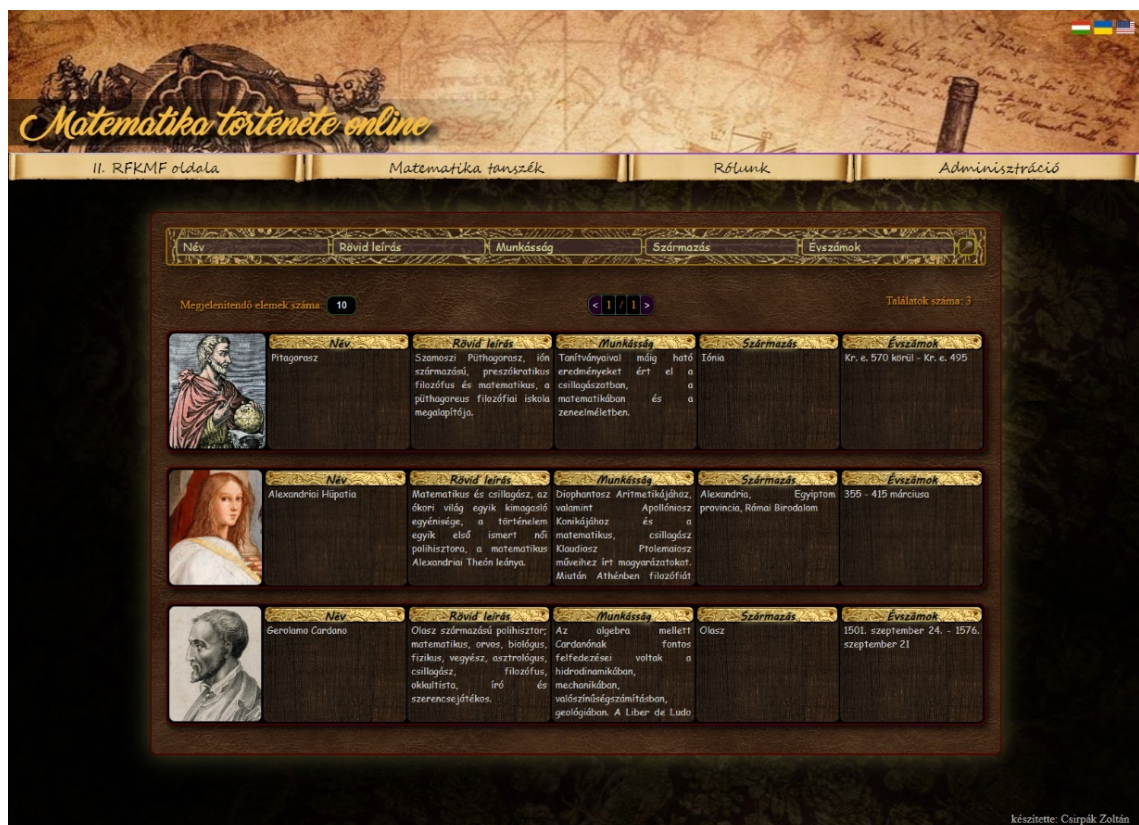 Matematika története online
II. RFKMF oldala Matematika tanszék Rólunk Adminisztráció
Név Rövid leírás Munkásság Származás Évszámok
Megjelenítendő elemek száma: 10 < 1 / 1 > Találatok száma: 3
Név Rövid leírás Munkásság Származás Évszámok
Pitagorasz
Szamoszi Püthagorasz, ión
származású, preszókratikus
filozófus és matematikus, a
püthagoreus filozófiai iskola
megalapítója.
Tanítványaival máig ható
eredményeket ért el a
csillagászatban, a
matematikában és a
zeneelméletben.
Iónia
Kr. e. 570 körül - Kr. e. 495
Név Rövid leírás Munkásság Származás Évszámok
Alexandriai Hüpatia
Matematikus és csillagász, az
ókori világ egyik kimagasló
egyénisége, a történelem
egyik első ismert női
polihisztora, a matematikus
Alexandriai Theón leánya.
Diophantosz Aritmetikájához,
valamint Apollóniosz
Konikájához és a
matematikus, csillagász
Klaudiosz Ptolemaiosz
műveihez írt magyarázatokat.
Miután Athénben filozófiát
Alexandria, Egyiptom
provincia, Római Birodalom
355 - 415 márciusa
Név Rövid leírás Munkásság Származás Évszámok
Gerolamo Cardano
Olasz származású polihisztor;
matematikus, orvos, biológus,
fizikus, vegyész, asztrológus,
csillagász, filozófus,
okkultista, író és
szerencsejátékos.
Az algebra mellett
Cardanónak fontos
felfedezései voltak a
hidrodinamikában,
mechanikában,
valószínűségszámításban,
geológiában. A Liber de Ludo
Olasz
1501. szeptember 24. - 1576.
szeptember 21
készítette: Csirpák Zoltán